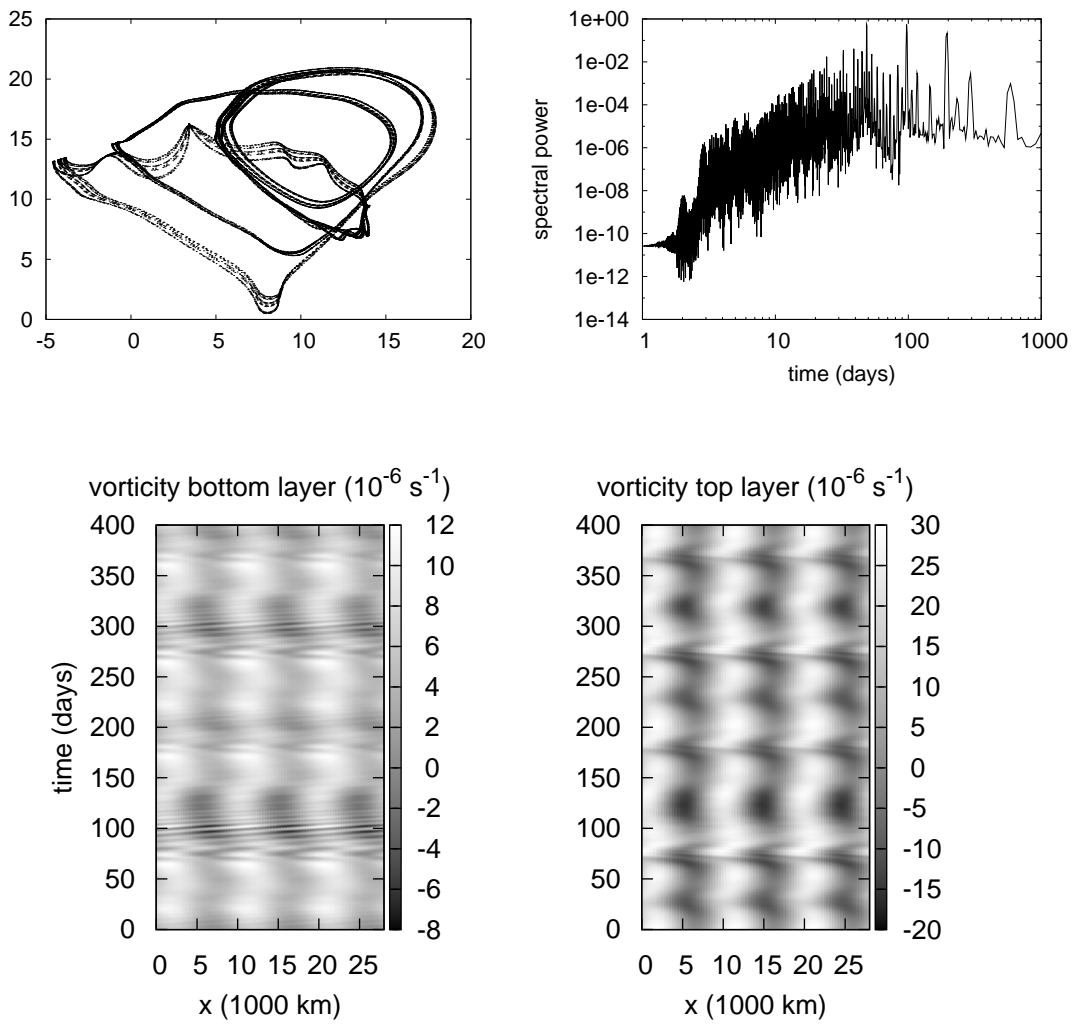 25
20
15
10
5
0
-5 0 5 10 15 20
1e+00
1e-02
1e-04
1e-06
1e-08
1e-10
1e-12
1e-14
spectral power
1 10 100 1000
time (days)
vorticity bottom layer (10^-6 s^-1)
400
350
300
250
200
150
100
50
0
time (days)
0 5 10 15 20 25
x (1000 km)
12
10
8
6
4
2
0
-2
-4
-6
-8
vorticity top layer (10^-6 s^-1)
400
350
300
250
200
150
100
50
0
0 5 10 15 20 25
x (1000 km)
30
25
20
15
10
5
0
-5
-10
-15
-20